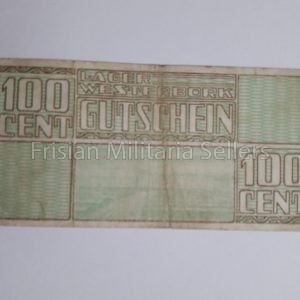 LAGER
WESTERBORK
100
CENT
GUTSCHEIN
Frisian Militaria Sellers
100
CENT